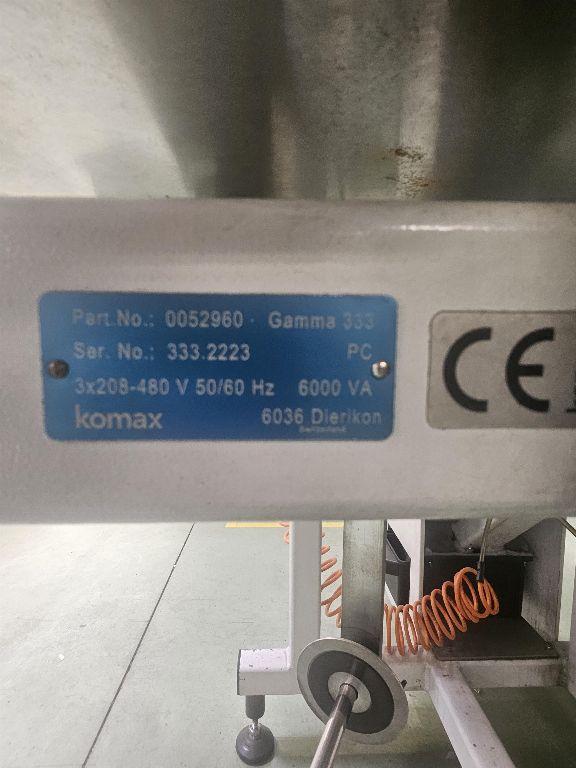 Part.No.: 0052960 · Gamma 333
Ser. No.: 333.2223 PC
3x208-480 V 50/60 Hz 6000 VA
komax 6036 Dierikon
Switzerland
CE